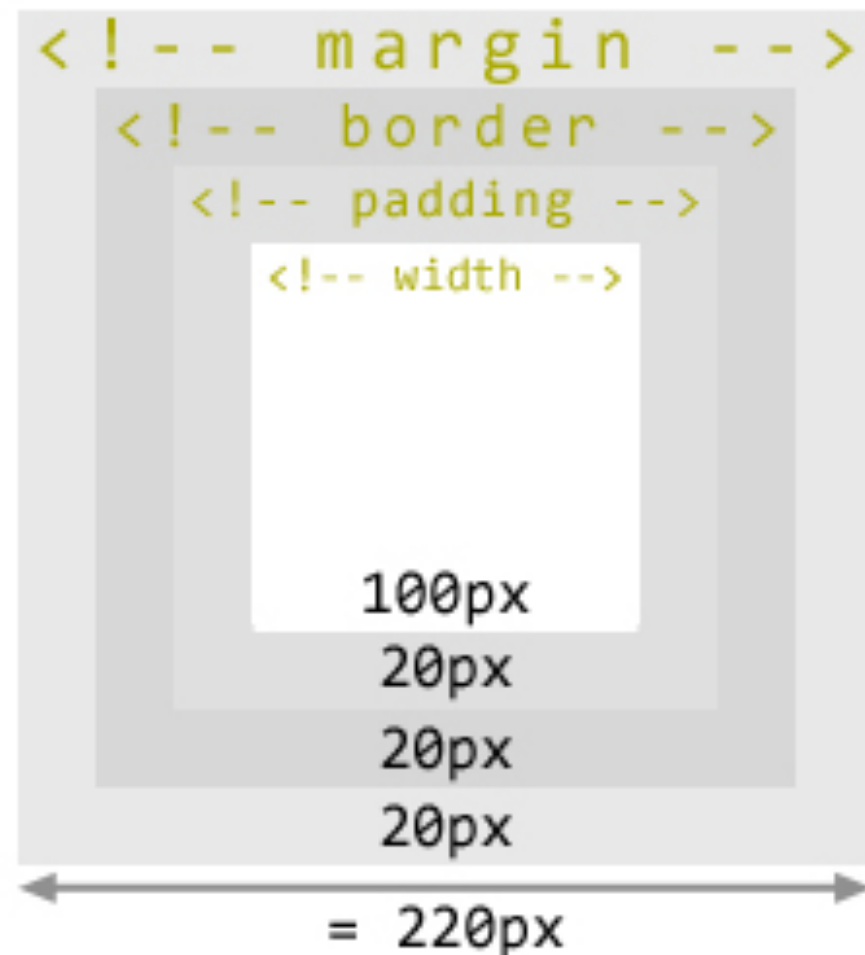 <!-- margin -->
<!-- border -->
<!-- padding -->
<!-- width -->
100px
20px
20px
20px
= 220px